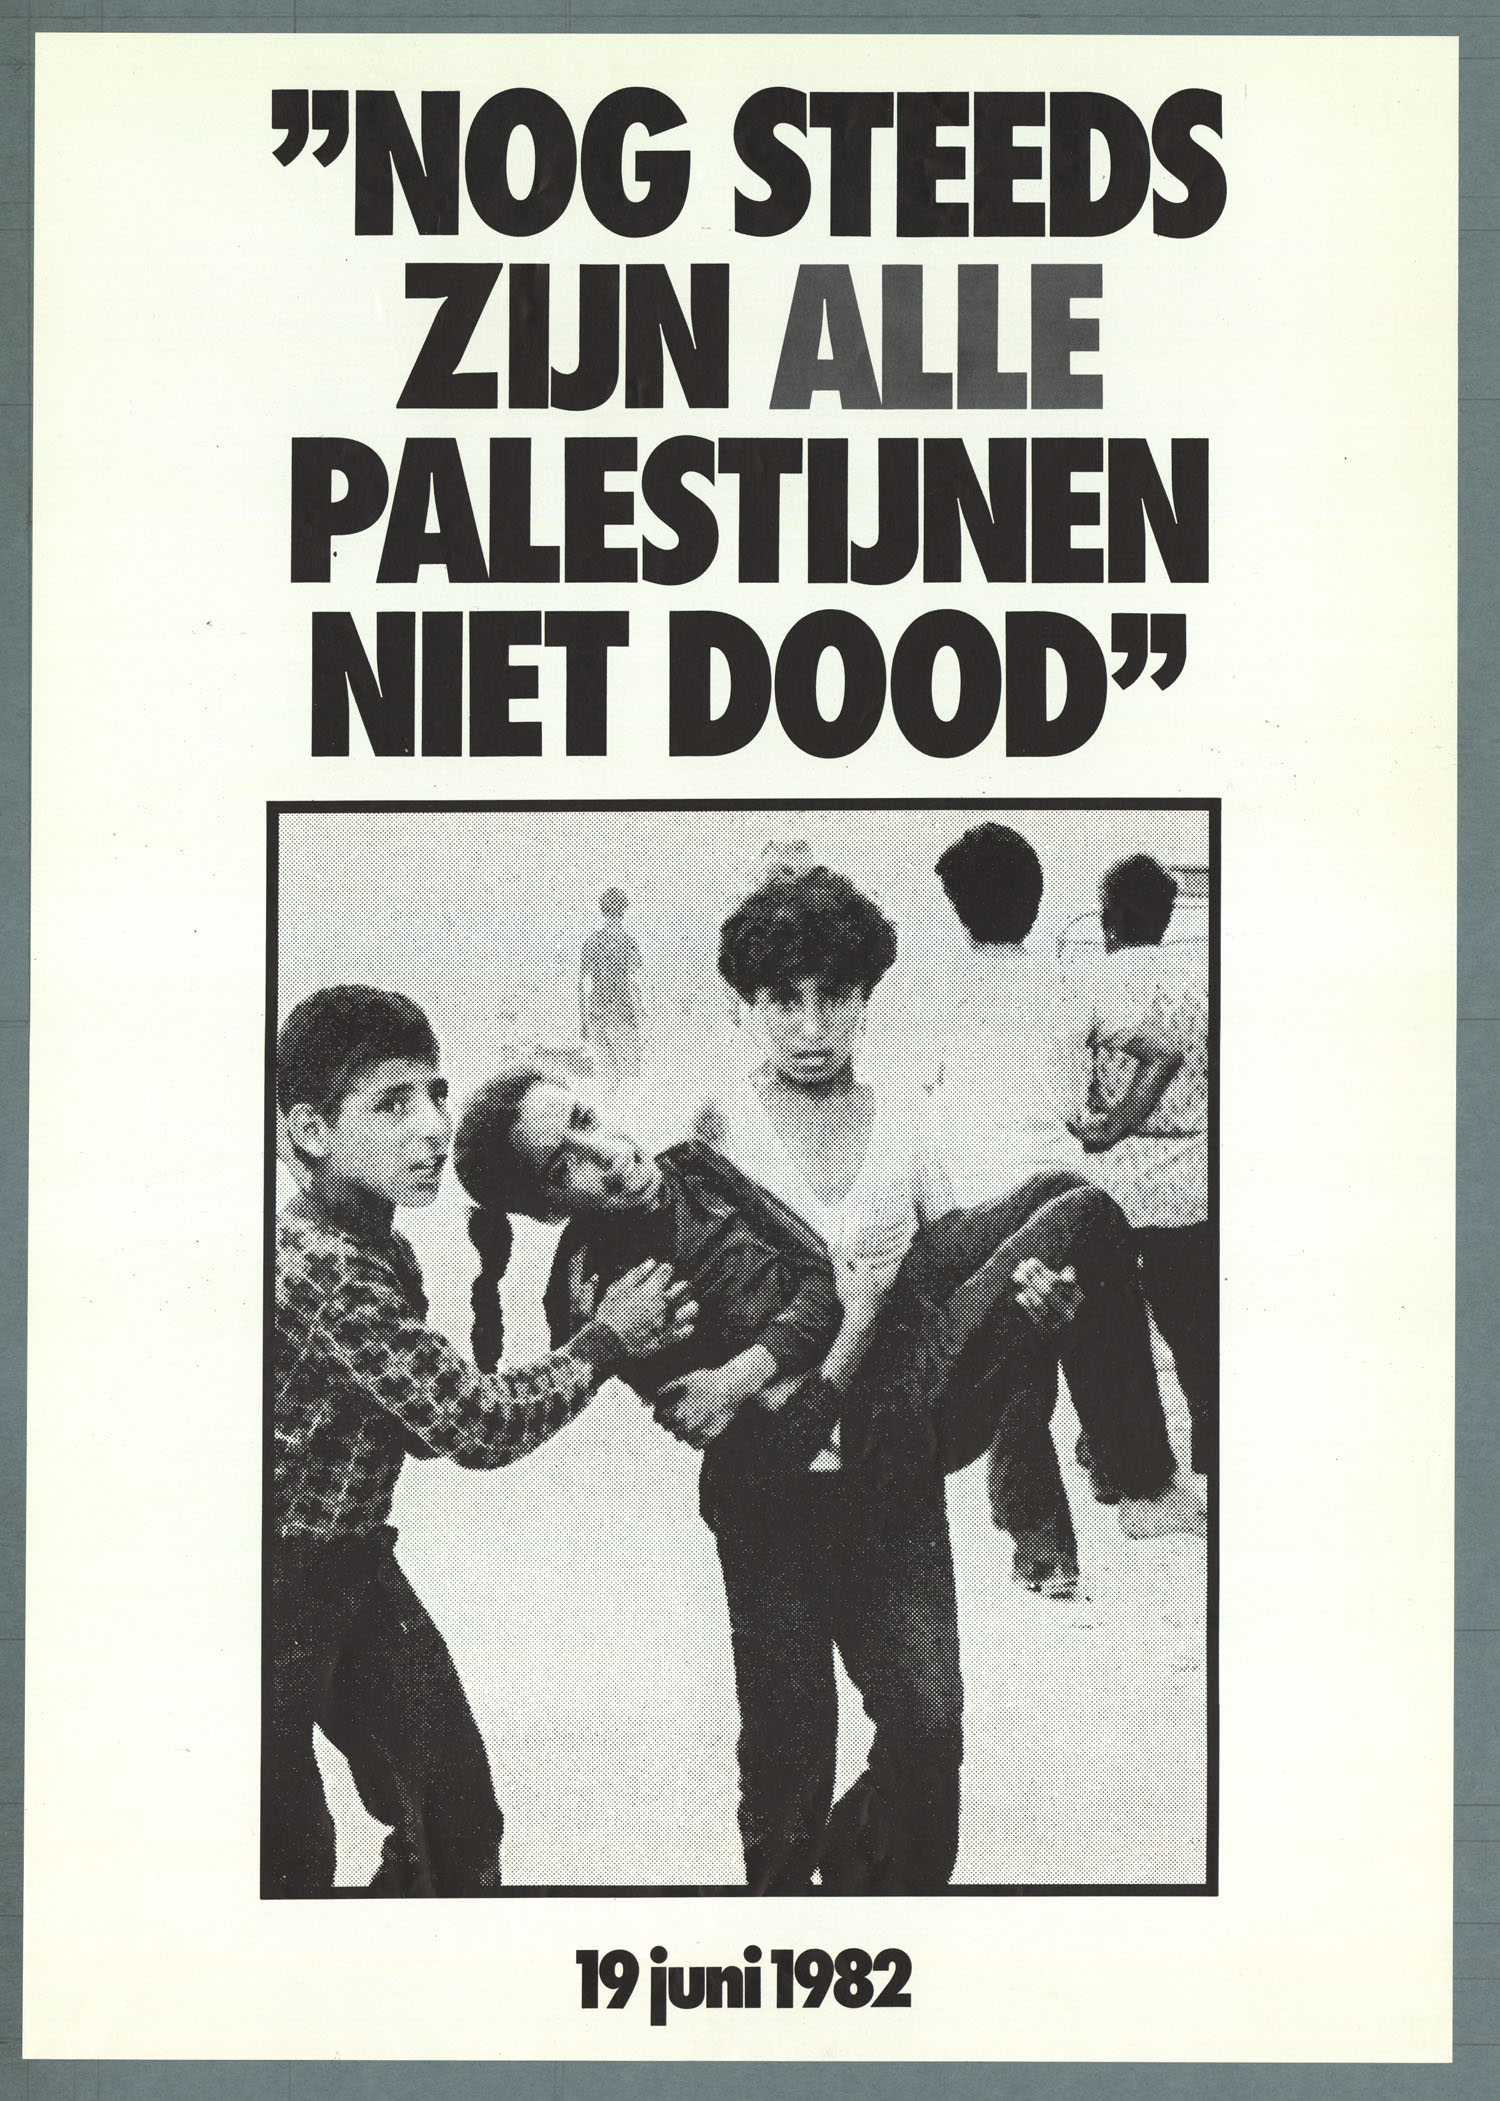 ”NOG STEEDS
ZIJN ALLE
PALESTIJNEN
NIET DOOD”
19 juni 1982